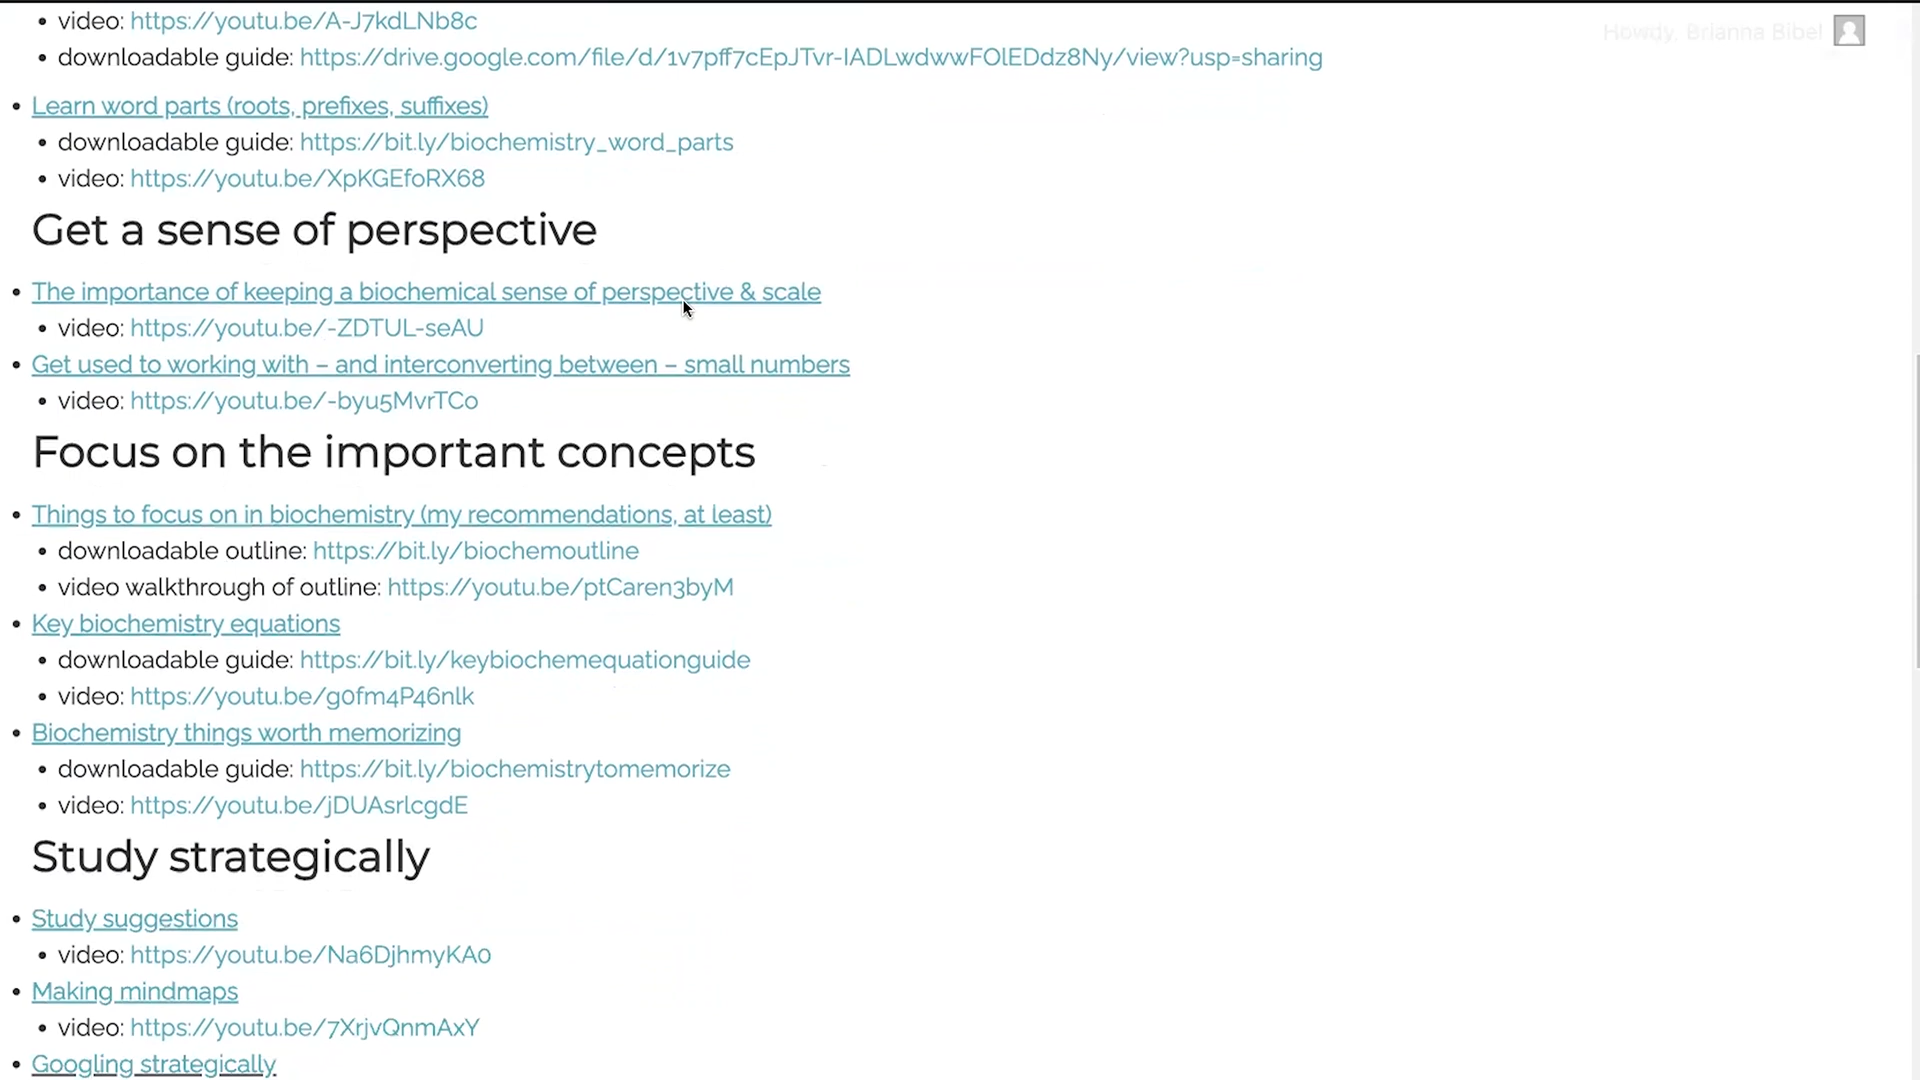 video: https://youtu.be/A-J7kdLNb8c
Howdy, Brianna Bibel
downloadable guide: https://drive.google.com/file/d/1v7pff7cEpJTvr-IADLwdwwFOlEDdz8Ny/view?usp=sharing
Learn word parts (roots, prefixes, suffixes)
downloadable guide: https://bit.ly/biochemistry_word_parts
video: https://youtu.be/XpKGEfoRX68
Get a sense of perspective
The importance of keeping a biochemical sense of perspective & scale
video: https://youtu.be/-ZDTUL-seAU
Get used to working with – and interconverting between – small numbers
video: https://youtu.be/-byu5MvrTCo
Focus on the important concepts
Things to focus on in biochemistry (my recommendations, at least)
downloadable outline: https://bit.ly/biochemoutline
video walkthrough of outline: https://youtu.be/ptCaren3byM
Key biochemistry equations
downloadable guide: https://bit.ly/keybiochemequationguide
video: https://youtu.be/g0fm4P46nlk
Biochemistry things worth memorizing
downloadable guide: https://bit.ly/biochemistrytomemorize
video: https://youtu.be/jDUAsrlcgdE
Study strategically
Study suggestions
video: https://youtu.be/Na6DjhmyKA0
Making mindmaps
video: https://youtu.be/7XrjvQnmAxY
Googling strategically